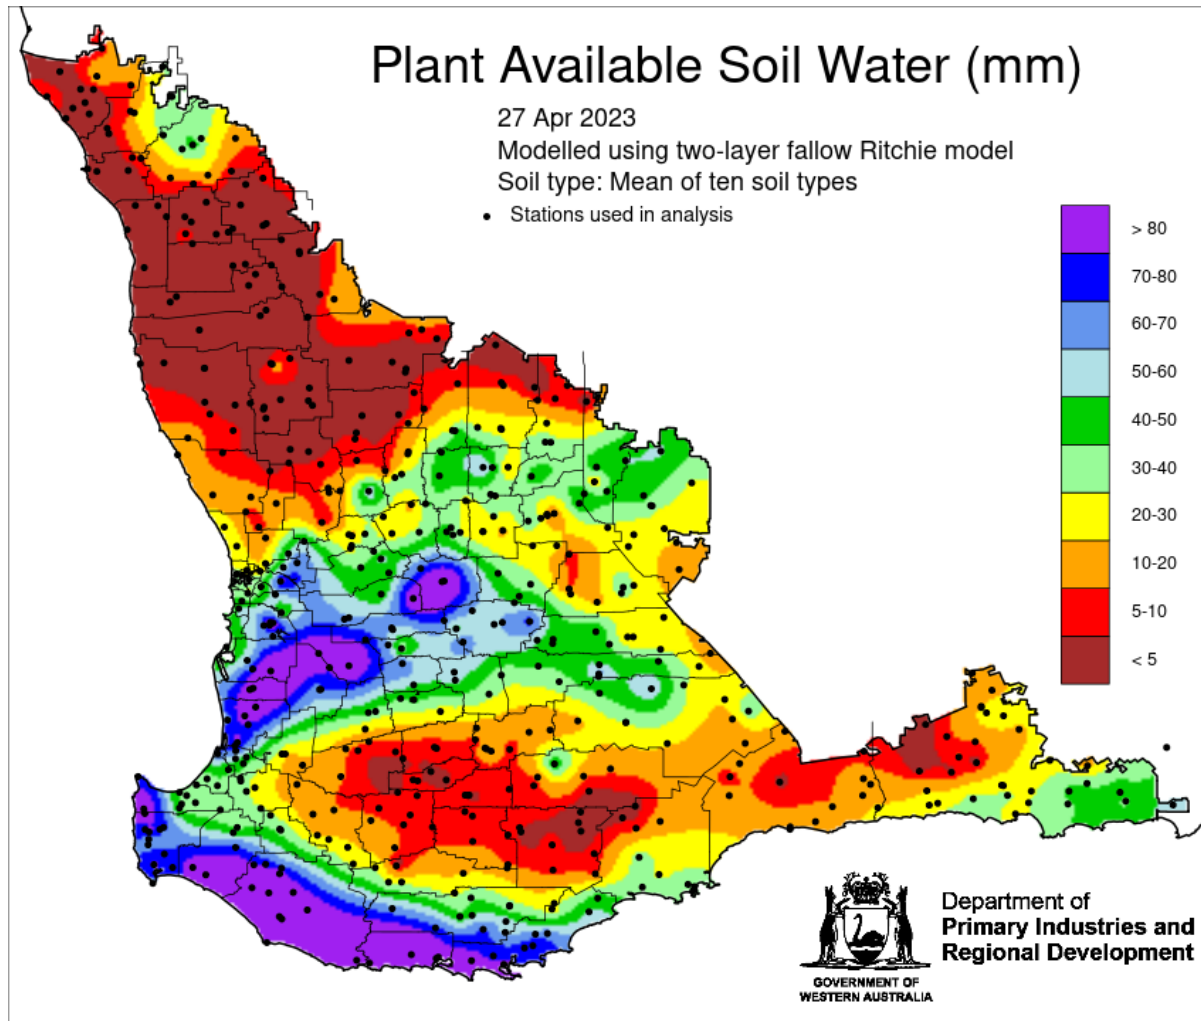 Plant Available Soil Water (mm)
27 Apr 2023
Modelled using two-layer fallow Ritchie model
Soil type: Mean of ten soil types
Stations used in analysis
> 80
70-80
60-70
50-60
40-50
30-40
20-30
10-20
5-10
< 5
Department of
Primary Industries and
Regional Development
GOVERNMENT OF
WESTERN AUSTRALIA